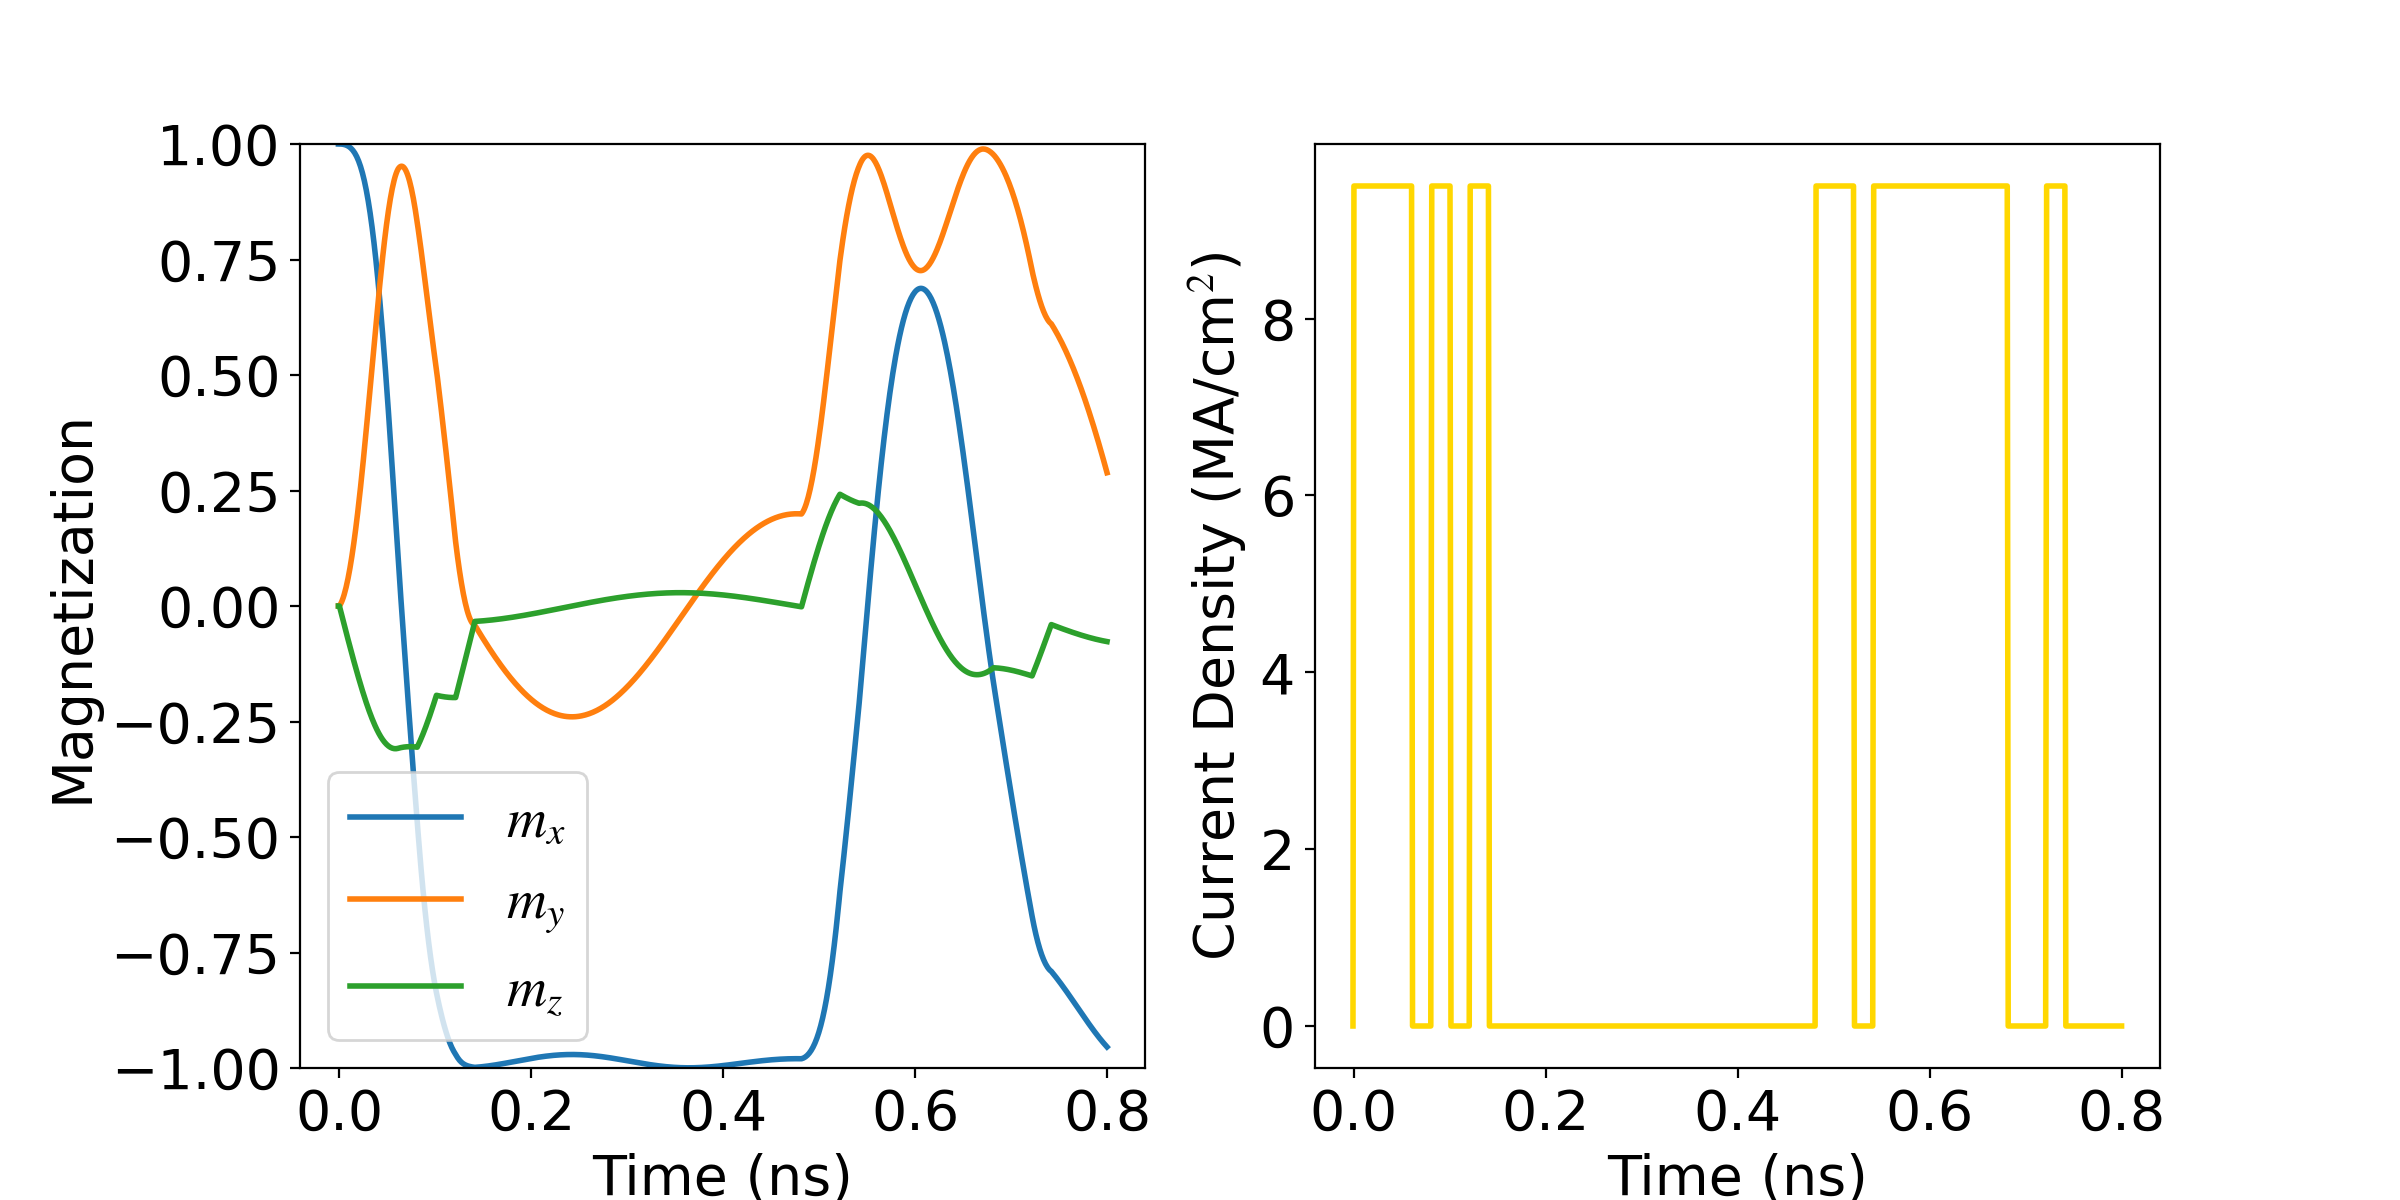 1.00
0.75
0.50
0.25
0.00
−0.25
−0.50
−0.75
−1.00
Magnetization
0.0 0.2 0.4 0.6 0.8
Time (ns)
m_x
m_y
m_z
8
6
4
2
0
Current Density (MA/cm²)
0.0 0.2 0.4 0.6 0.8
Time (ns)